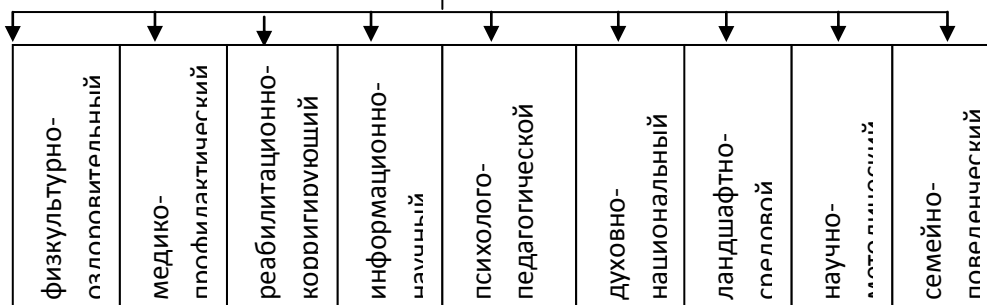 физкультурно-
оздоровительный
медико-
профилактический
реабилитационно-
корригирующий
информационно-
научный
психолого-
педагогической
духовно-
национальный
ландшафтно-
средовой
научно-
методический
семейно-
поведенческий